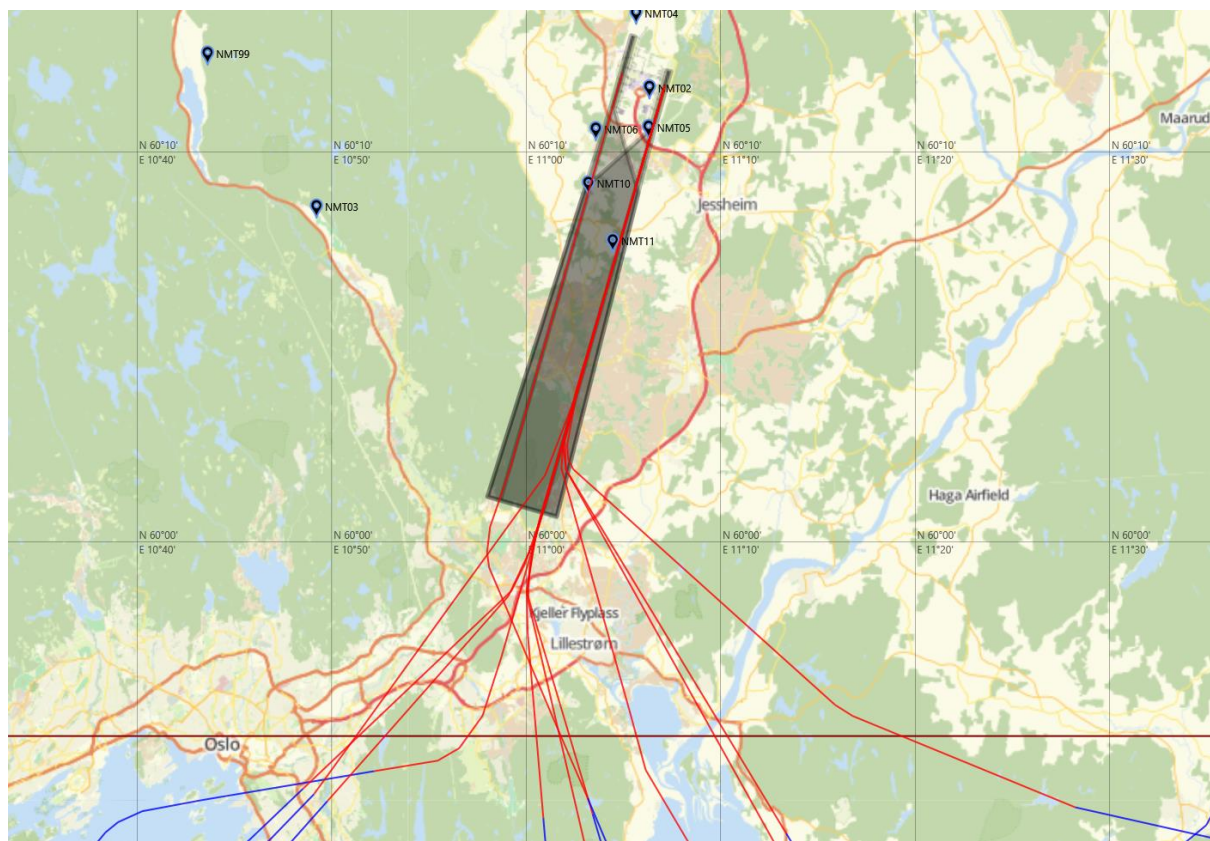 NMT04
NMT99
NMT02
NMT05
NMT06
Maarud
N 60°10' N 60°10' N 60°10' N 60°10' N 60°10' N 60°10'
E 10°40' E 10°50' E 11°00' E 11°10' E 11°20' E 11°30'
NMT10
NMT03
Jessheim
NMT11
Haga Airfield
N 60°00' N 60°00' N 60°00' N 60°00' N 60°00' N 60°00'
E 10°40' E 10°50' E 11°00' E 11°10' E 11°20' E 11°30'
Kjeller Flyplass
Lillestrøm
Oslo